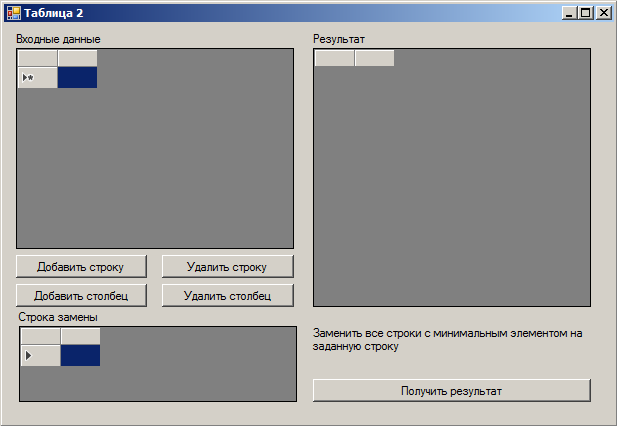 Таблица 2
Входные данные
Результат
Добавить строку
Удалить строку
Добавить столбец
Удалить столбец
Строка замены
Заменить все строки с минимальным элементом на
заданную строку
Получить результат